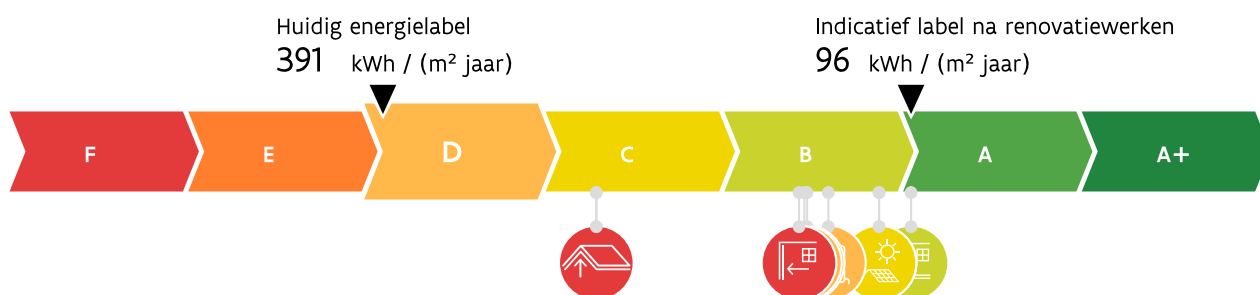 Huidig energielabel
391 kWh / (m² jaar)
Indicatief label na renovatiewerken
96 kWh / (m² jaar)
F E D C B A A+